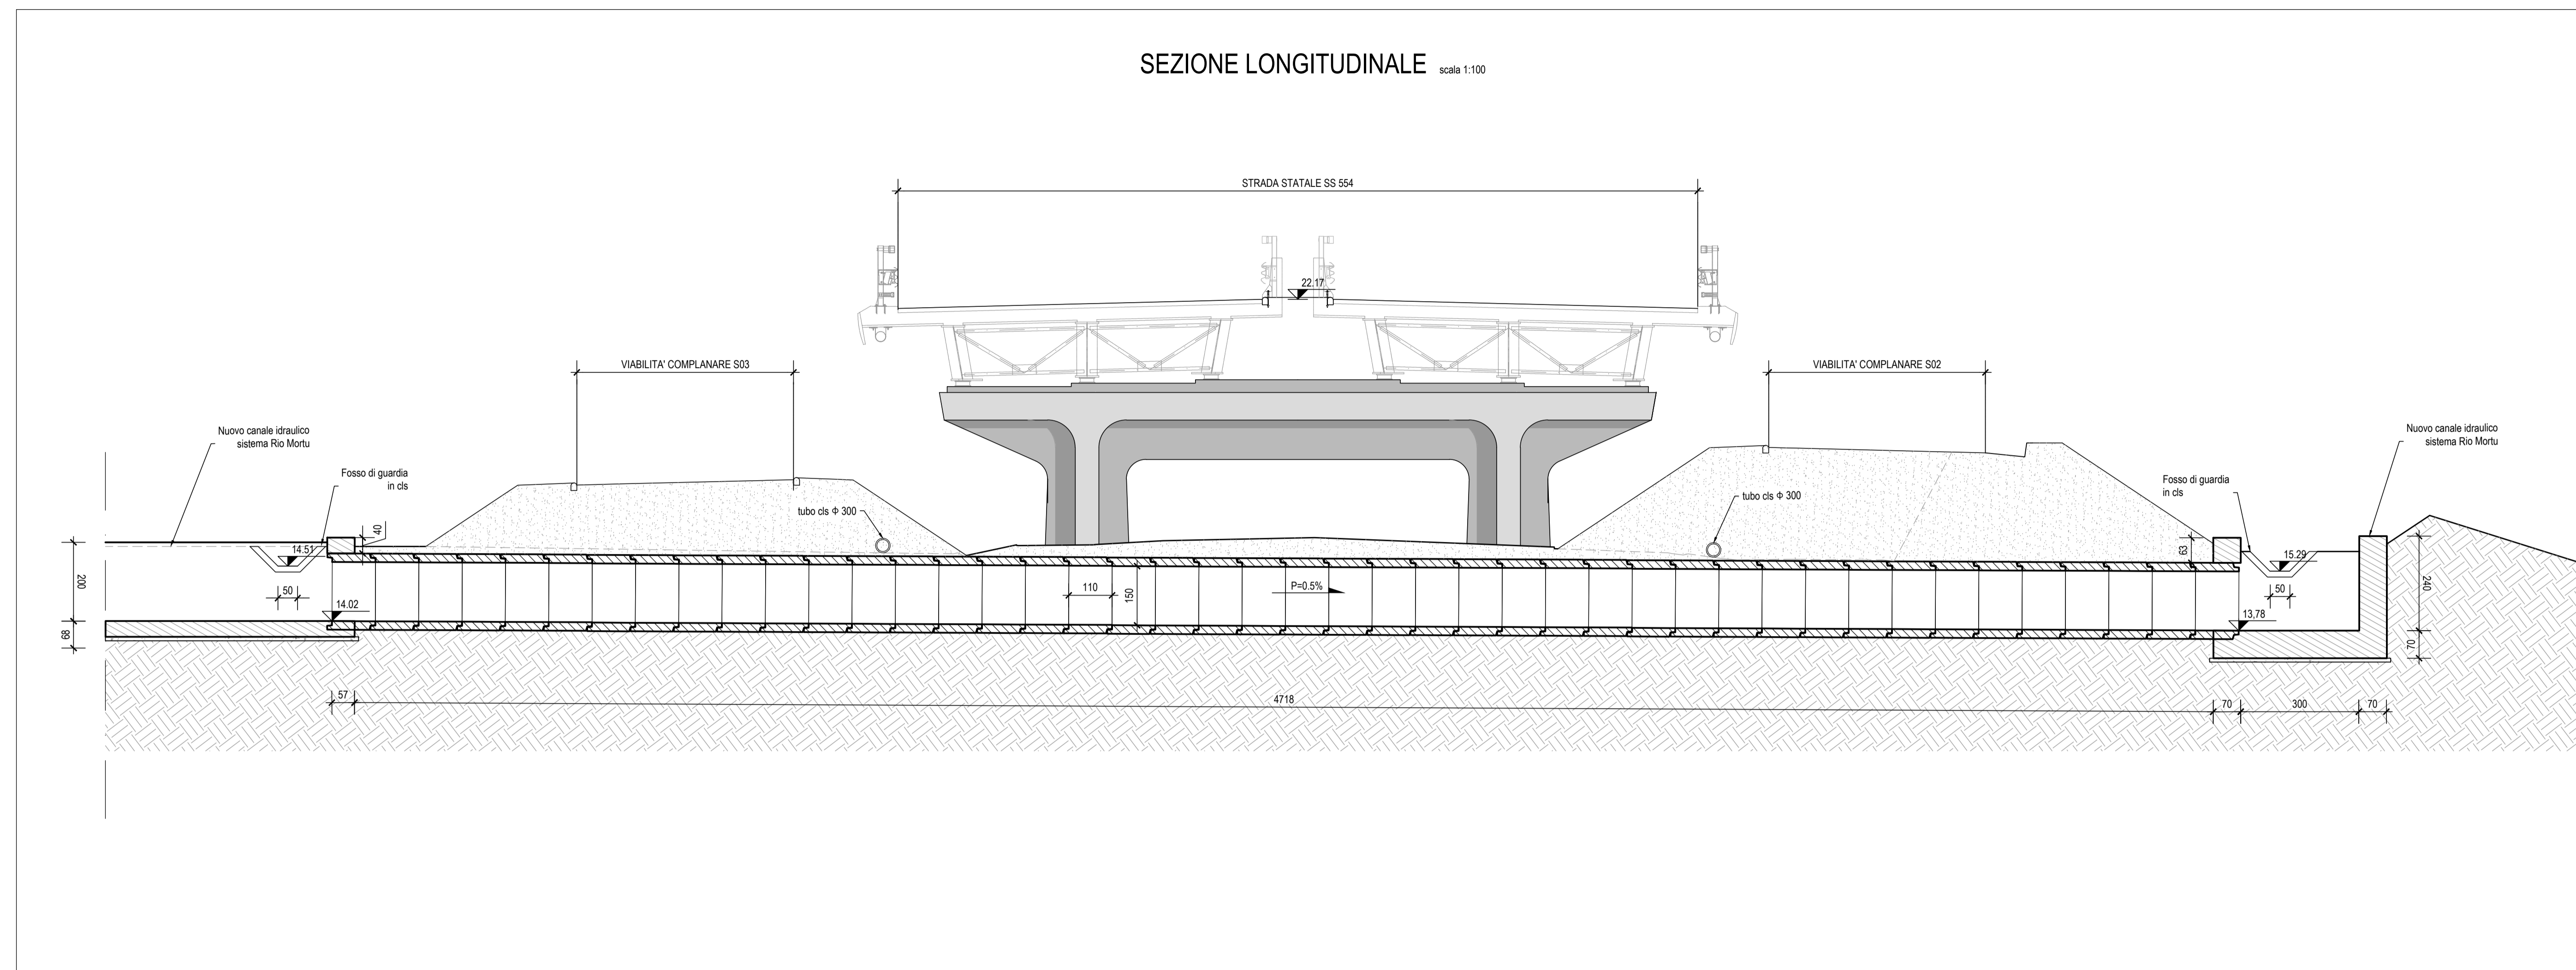 SEZIONE LONGITUDINALE scala 1:100
STRADA STATALE SS 554
22.17
VIABILITA' COMPLANARE S03
VIABILITA' COMPLANARE S02
Nuovo canale idraulico
sistema Rio Mortu
Nuovo canale idraulico
sistema Rio Mortu
Fosso di guardia
in cls
Fosso di guardia
in cls
tubo cls Φ 300
tubo cls Φ 300
40
14.51
63
15.29
200
50
14.02
110
150
P=0.5%
50
240
13,78
68
70
57
4718
70
300
70